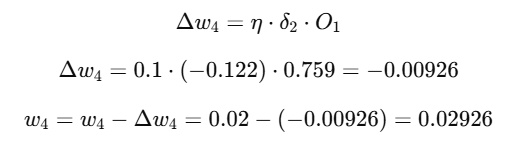 Δw₄ = η · δ₂ · O₁
Δw₄ = 0.1 · (−0.122) · 0.759 = −0.00926
w₄ = w₄ − Δw₄ = 0.02 − (−0.00926) = 0.02926